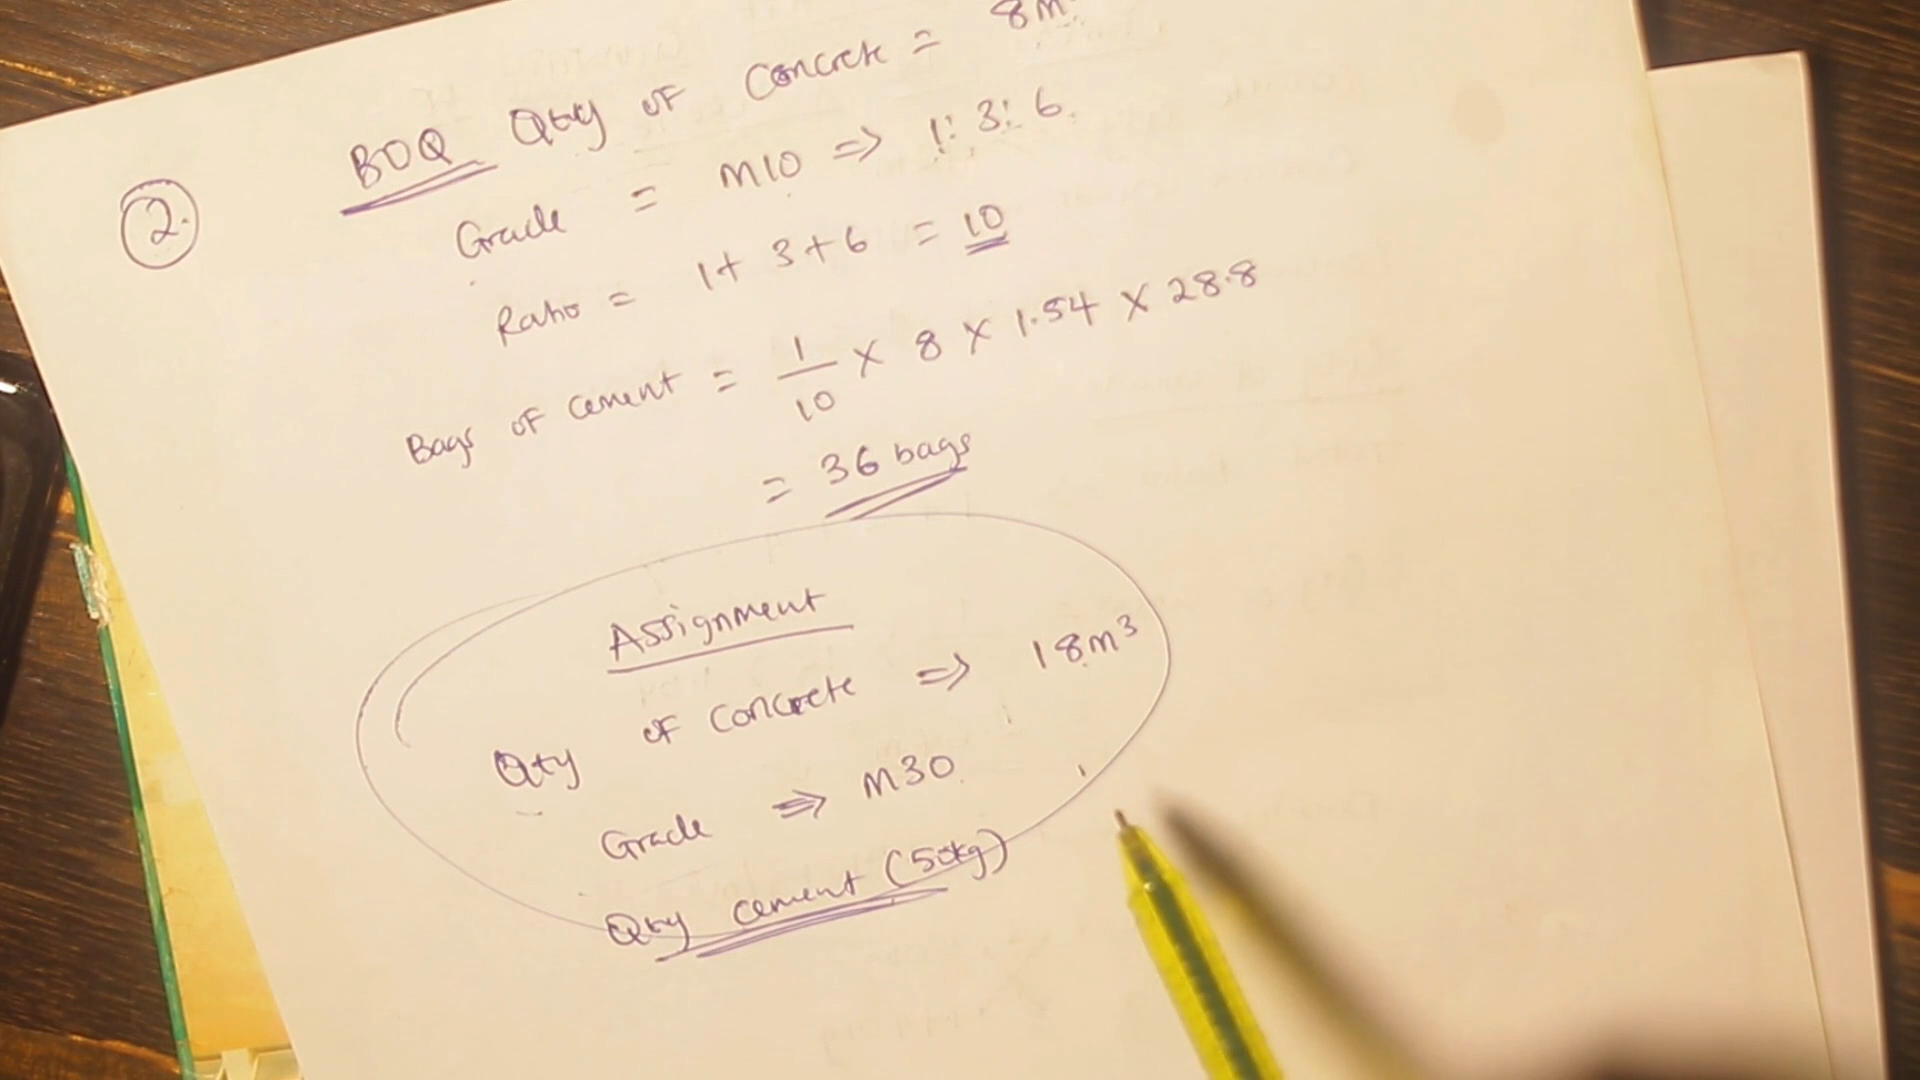 2.
BOQ Qty of Concrete = 8m
Grade = M10 => 1:3:6.
Ratio = 1+3+6 = 10
Bags of cement = 1/10 x 8 x 1.54 x 28.8
= 36 bags
Assignment
Qty of Concrete => 18m³
Grade => M30
Qty cement (50kg)